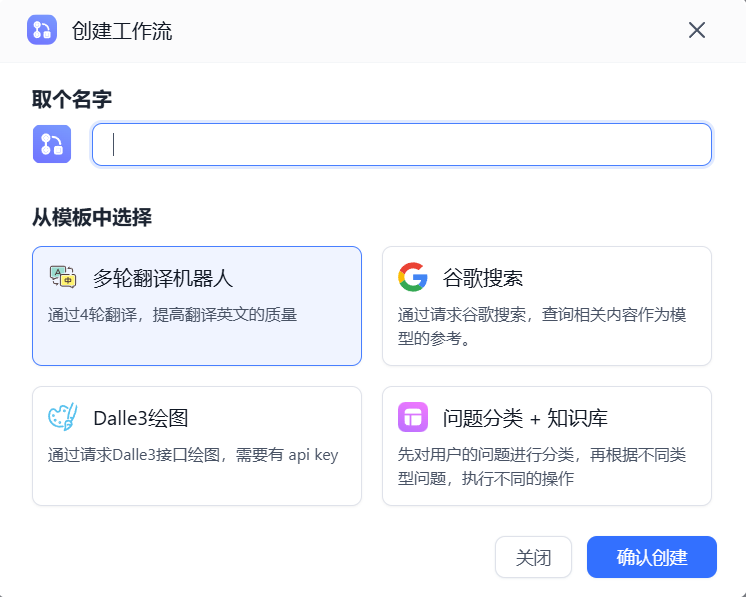 创建工作流
取个名字
从模板中选择
多轮翻译机器人
通过4轮翻译，提高翻译英文的质量
谷歌搜索
通过请求谷歌搜索，查询相关内容作为模
型的参考。
Dalle3绘图
通过请求Dalle3接口绘图，需要有 api key
问题分类 + 知识库
先对用户的问题进行分类，再根据不同类
型问题，执行不同的操作
关闭
确认创建